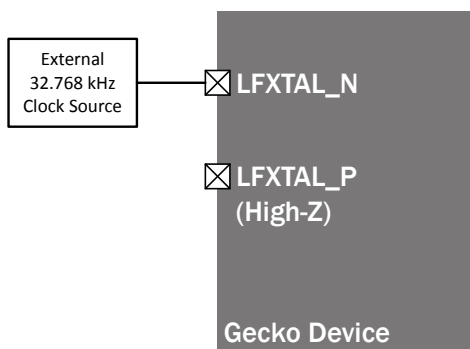 External
32.768 kHz
Clock Source
LFXTAL_N
LFXTAL_P
(High-Z)
Gecko Device